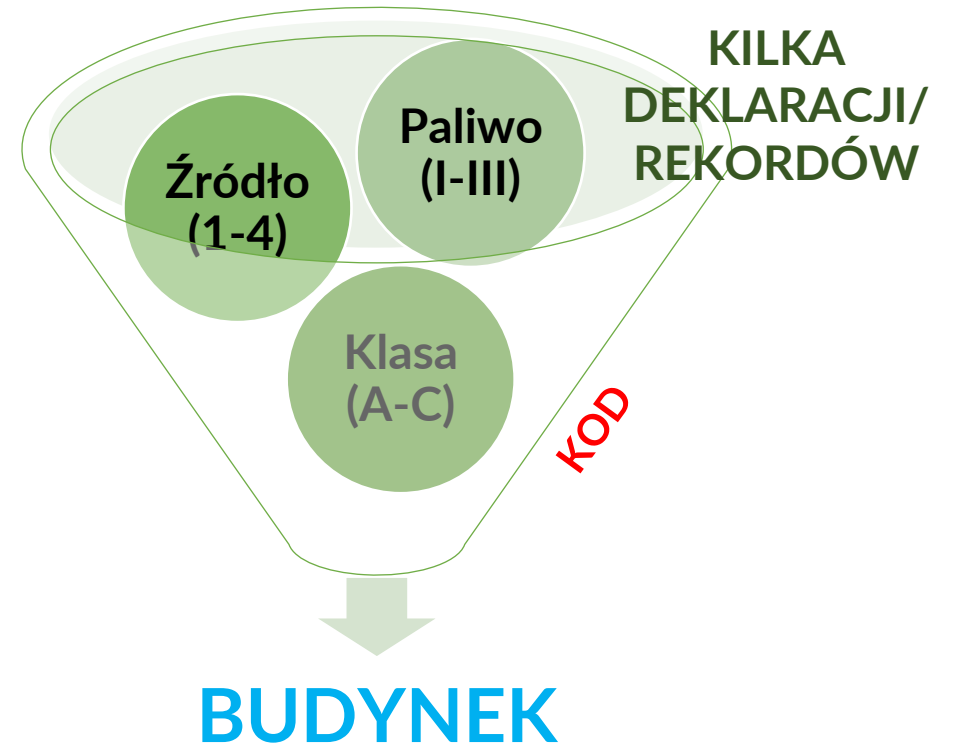 KILKA
DEKLARACJI/
REKORDÓW
Paliwo
(I-III)
Źródło
(1-4)
Klasa
(A-C)
KOD
BUDYNEK